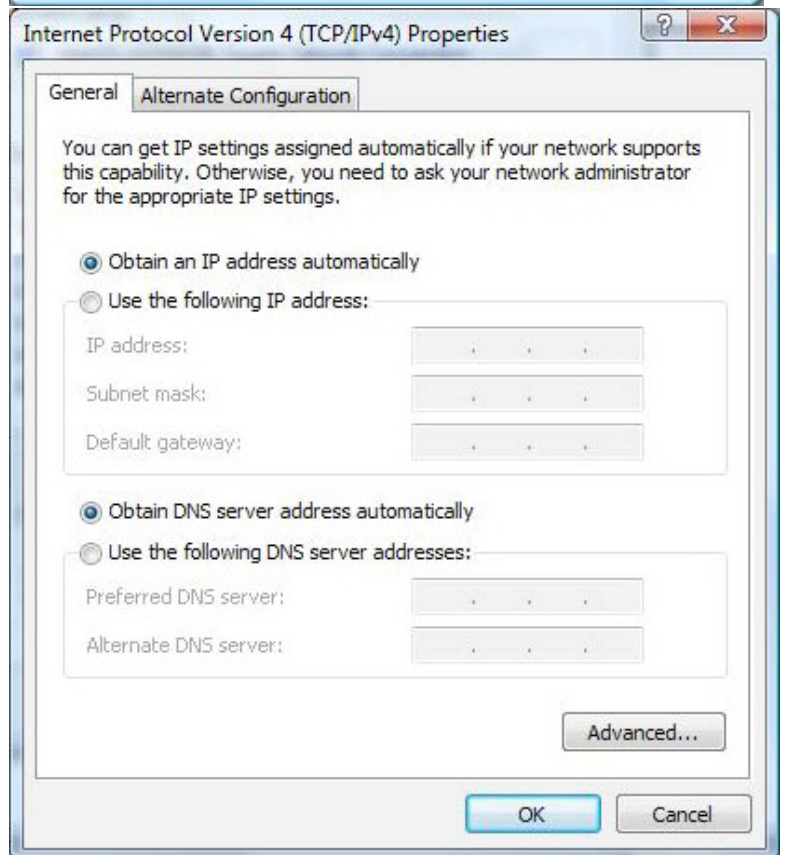 Internet Protocol Version 4 (TCP/IPv4) Properties
General
Alternate Configuration
You can get IP settings assigned automatically if your network supports
this capability. Otherwise, you need to ask your network administrator
for the appropriate IP settings.
Obtain an IP address automatically
Use the following IP address:
IP address:
Subnet mask:
Default gateway:
Obtain DNS server address automatically
Use the following DNS server addresses:
Preferred DNS server:
Alternate DNS server:
Advanced...
OK
Cancel